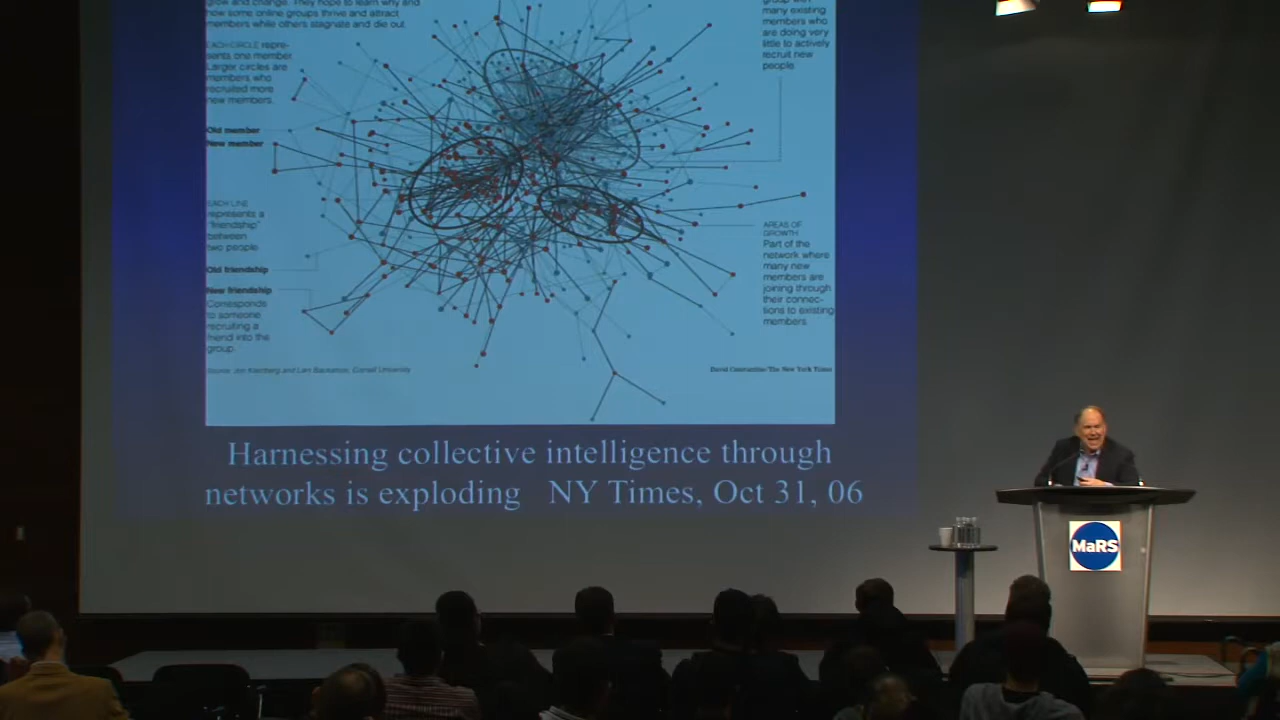 grow and change. They hope to learn why and
how some online groups thrive and attract
members while others stagnate and die out.
EACH CIRCLE repre-
sents one member.
Larger circles are
members who
recruited more
new members.
Old member
New member
EACH LINE
represents a
"friendship"
between
two people.
Old friendship
New friendship
Corresponds
to someone
recruiting a
friend into the
group.
Source: Jon Kleinberg and Lars Backstrom, Cornell University
group with
many existing
members who
are doing very
little to actively
recruit new
people.
AREAS OF
GROWTH
Part of the
network where
many new
members are
joining through
their connec-
tions to existing
members.
David Constantine/The New York Times
Harnessing collective intelligence through
networks is exploding NY Times, Oct 31, 06
MaRS